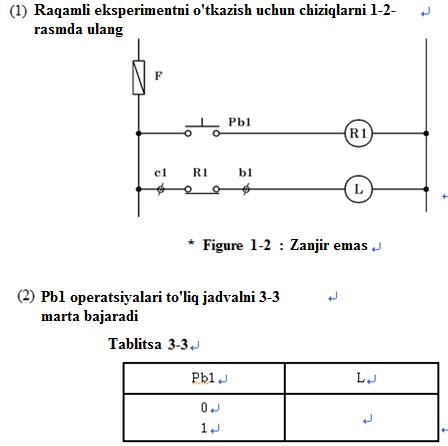 (1) Raqamli eksperimentni o'tkazish uchun chiziqlarni 1-2-
rasmda ulang
F
Pb1
R1
c1 R1 b1
L
* Figure 1-2 : Zanjir emas
(2) Pb1 operatsiyalari to'liq jadvalni 3-3
marta bajaradi
Tablitsa 3-3
Pb1 L
0
1